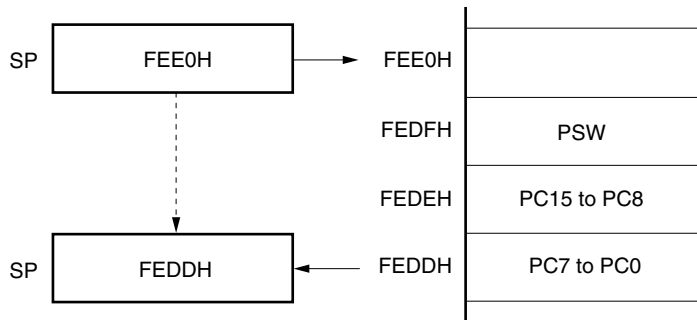 SP FEE0H FEE0H
FEDFH PSW
FEDEH PC15 to PC8
SP FEDDH FEDDH PC7 to PC0